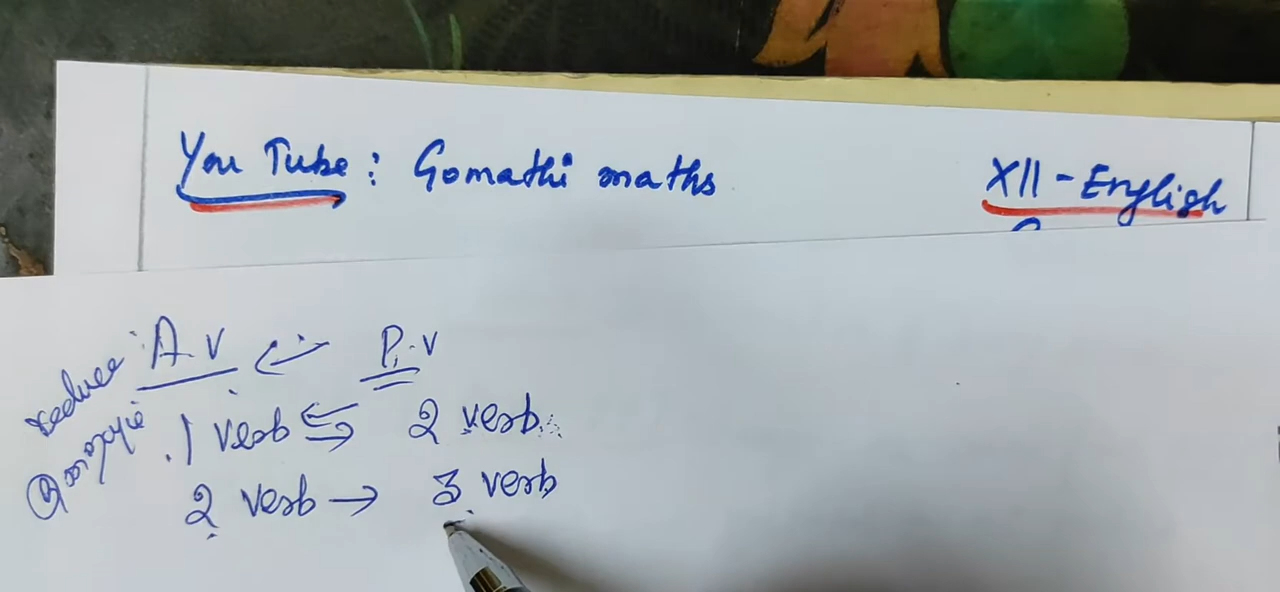 You Tube : Gomathi maths
XII - English
reduce
A.V ← P.V
1 verb ⇆ 2 verb
2 verb → 3 verb